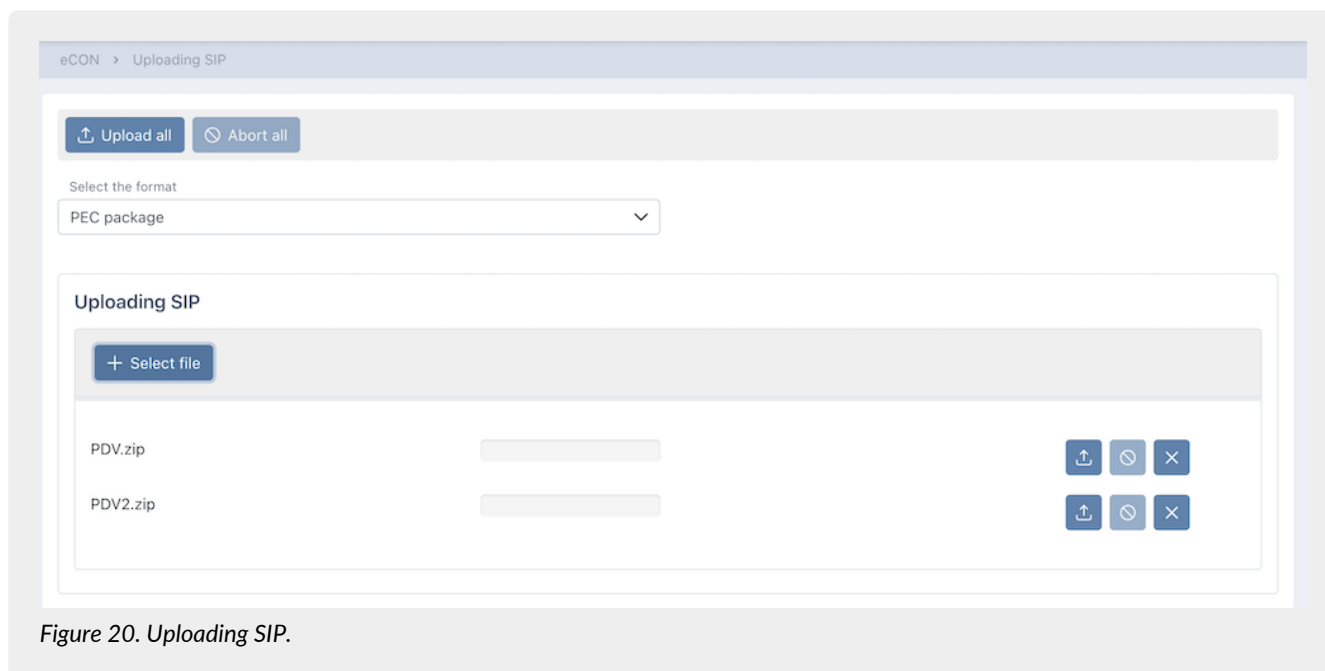 eCON > Uploading SIP
Upload all Abort all
Select the format
PEC package
Uploading SIP
+ Select file
PDV.zip
PDV2.zip
Figure 20. Uploading SIP.